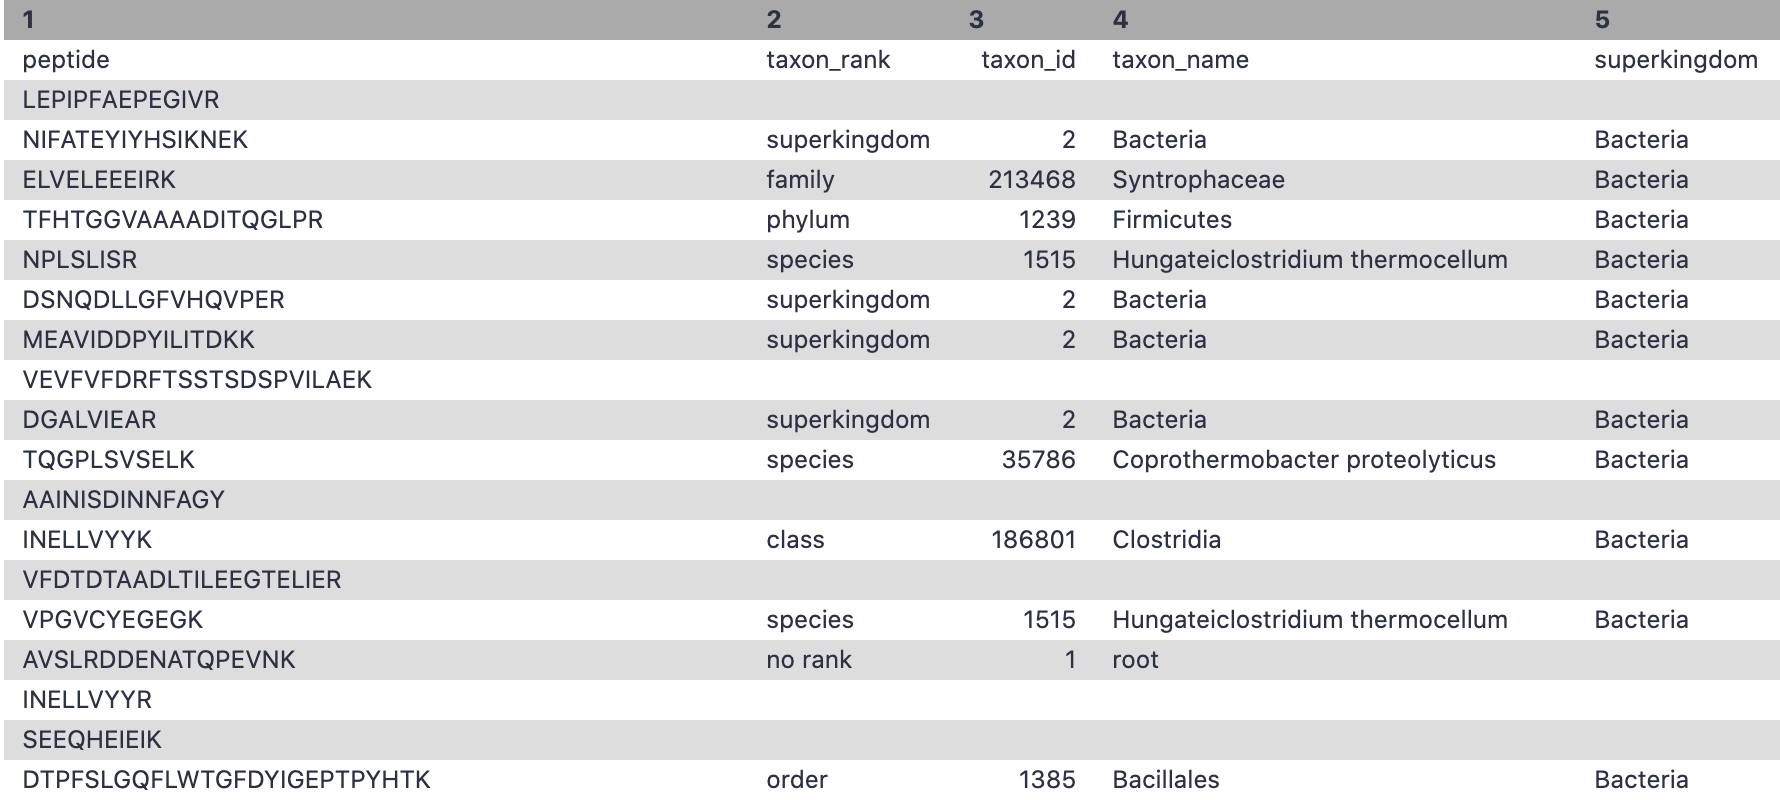 1 2 3 4 5
peptide taxon_rank taxon_id taxon_name superkingdom
LEPIPFAEPEGIVR
NIFATEYIYHSIKNEK superkingdom 2 Bacteria Bacteria
ELVELEEEIRK family 213468 Syntrophaceae Bacteria
TFHTGGVAAAADITQGLPR phylum 1239 Firmicutes Bacteria
NPLSLISR species 1515 Hungateiclostridium thermocellum Bacteria
DSNQDLLGFVHQVPER superkingdom 2 Bacteria Bacteria
MEAVIDDPYILITDKK superkingdom 2 Bacteria Bacteria
VEVFVFDRFTSSTSDSPVILAEK
DGALVIEAR superkingdom 2 Bacteria Bacteria
TQGPLSVSELK species 35786 Coprothermobacter proteolyticus Bacteria
AAINISDINNFAGY
INELLVYYK class 186801 Clostridia Bacteria
VFDTDTAADLTILEEGTELIER
VPGVCYEGEGK species 1515 Hungateiclostridium thermocellum Bacteria
AVSLRDDENATQPEVNK no rank 1 root
INELLVYYR
SEEQHEIEIK
DTPFSLGQFLWTGFDYIGEPTPYHTK order 1385 Bacillales Bacteria